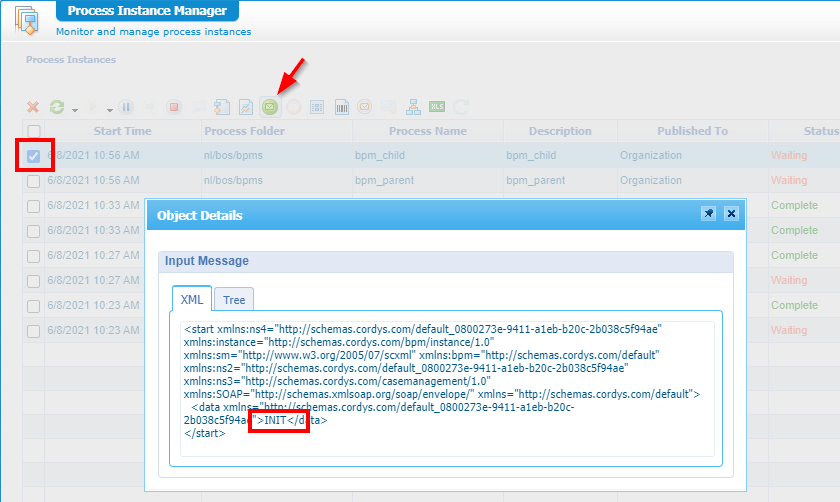 Process Instance Manager
Monitor and manage process instances
Process Instances
XLS
Start Time Process Folder Process Name Description Published To Status
6/8/2021 10:56 AM nl/bos/bpms bpm_child bpm_child Organization Waiting
6/8/2021 10:56 AM nl/bos/bpms bpm_parent bpm_parent Organization Waiting
6/8/2021 10:33 AM Complete
6/8/2021 10:33 AM Complete
6/8/2021 10:27 AM Complete
6/8/2021 10:27 AM Waiting
6/8/2021 10:23 AM Complete
6/8/2021 10:23 AM Waiting
Object Details
Input Message
XML Tree
<start xmlns:ns4="http://schemas.cordys.com/default_0800273e-9411-a1eb-b20c-2b038c5f94ae"
xmlns:instance="http://schemas.cordys.com/bpm/instance/1.0"
xmlns:sm="http://www.w3.org/2005/07/scxml" xmlns:bpm="http://schemas.cordys.com/default"
xmlns:ns2="http://schemas.cordys.com/default_0800273e-9411-a1eb-b20c-2b038c5f94ae"
xmlns:ns3="http://schemas.cordys.com/casemanagement/1.0"
xmlns:SOAP="http://schemas.xmlsoap.org/soap/envelope/" xmlns="http://schemas.cordys.com/default">
<data xmlns="http://schemas.cordys.com/default_0800273e-9411-a1eb-b20c-
2b038c5f94ae">INIT</data>
</start>